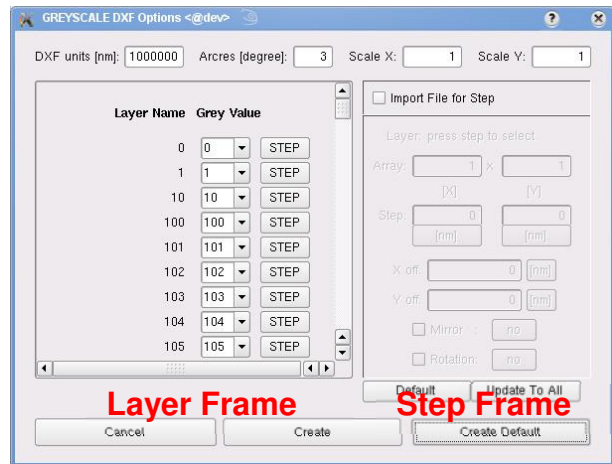 GREYSCALE DXF Options <@dev>
DXF units [nm]: 1000000 Arcres [degree]: 3 Scale X: 1 Scale Y: 1
Layer Name Grey Value
0 0 STEP
1 1 STEP
10 10 STEP
100 100 STEP
101 101 STEP
102 102 STEP
103 103 STEP
104 104 STEP
105 105 STEP
Import File for Step
Layer: press step to select
Array: 1 x 1
[X] [Y]
Step: 0 0
[nm] [nm]
X off: 0 [nm]
Y off: 0 [nm]
Mirror : no
Rotation: no
Default Update To All
Layer Frame Step Frame
Cancel Create Create Default